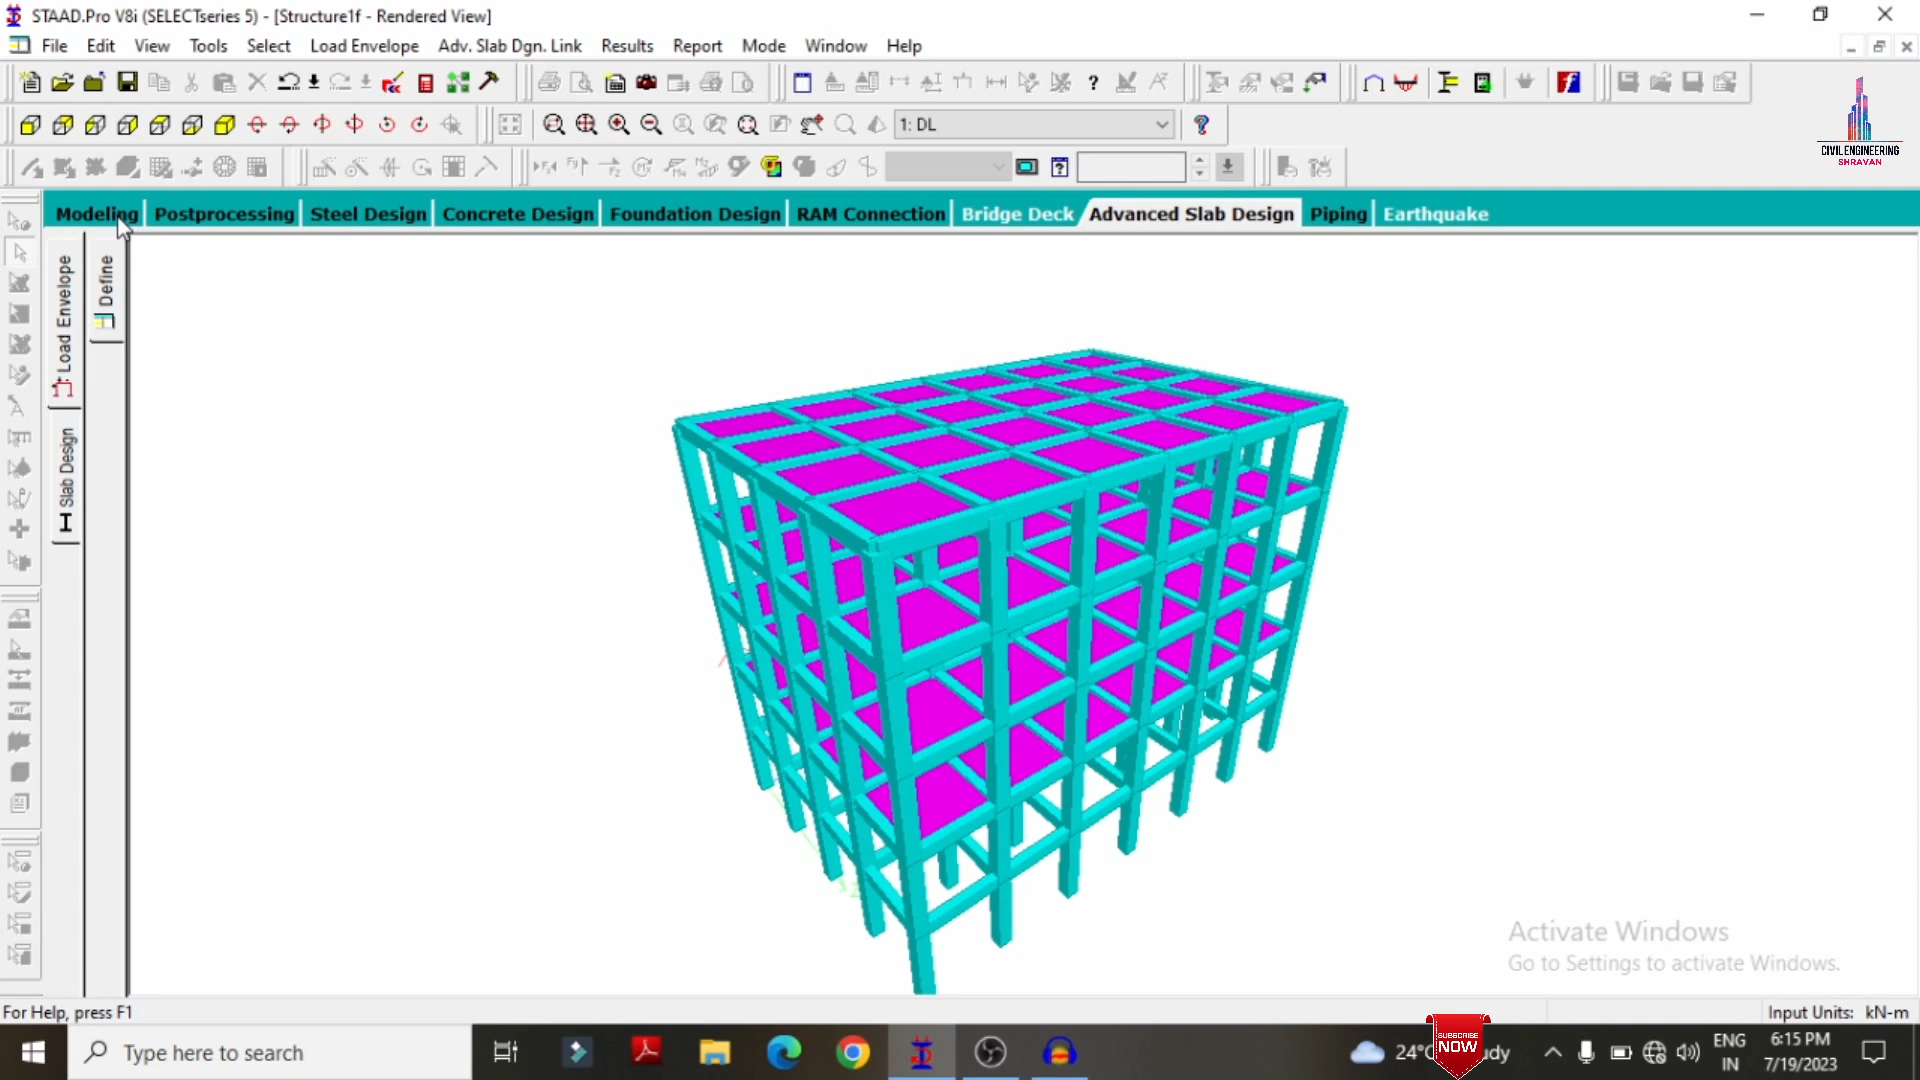 STAAD.Pro V8i (SELECTseries 5) - [Structure1f - Rendered View]
File Edit View Tools Select Load Envelope Adv. Slab Dgn. Link Results Report Mode Window Help
1: DL
CIVIL ENGINEERING
SHRAVAN
Modeling Postprocessing Steel Design Concrete Design Foundation Design RAM Connection Bridge Deck Advanced Slab Design Piping Earthquake
Load Envelope
Define
Slab Design
Activate Windows
Go to Settings to activate Windows.
For Help, press F1
Input Units: kN-m
Type here to search
24°C
SUBSCRIBE
NOW
ENG
IN
6:15 PM
7/19/2023